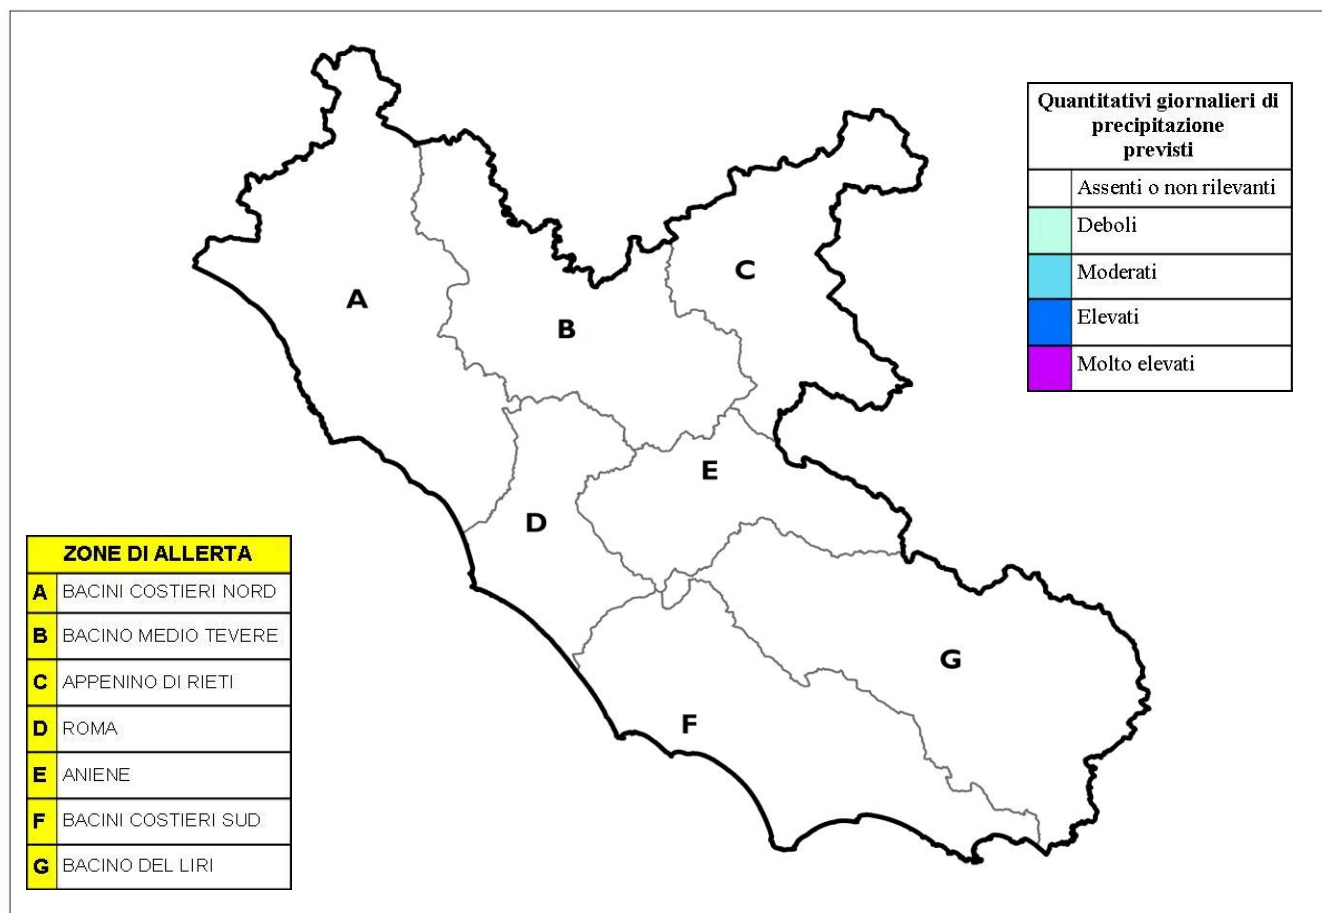 Quantitativi giornalieri di
precipitazione
previsti
Assenti o non rilevanti
Deboli
Moderati
Elevati
Molto elevati
A
B
C
D
E
F
G
ZONE DI ALLERTA
A BACINI COSTIERI NORD
B BACINO MEDIO TEVERE
C APPENINO DI RIETI
D ROMA
E ANIENE
F BACINI COSTIERI SUD
G BACINO DEL LIRI